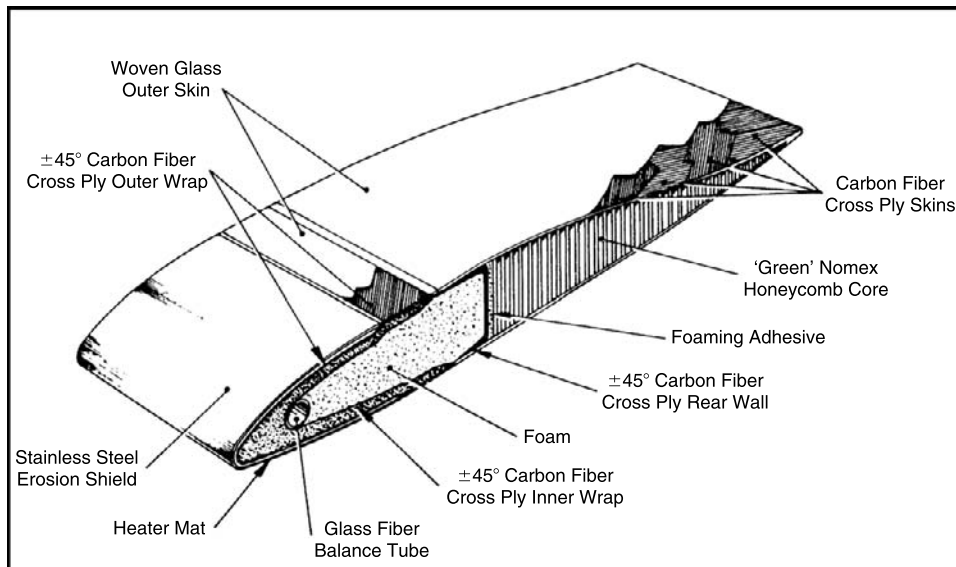 Woven Glass
Outer Skin
±45° Carbon Fiber
Cross Ply Outer Wrap
Carbon Fiber
Cross Ply Skins
‘Green’ Nomex
Honeycomb Core
Foaming Adhesive
±45° Carbon Fiber
Cross Ply Rear Wall
Foam
±45° Carbon Fiber
Cross Ply Inner Wrap
Stainless Steel
Erosion Shield
Heater Mat
Glass Fiber
Balance Tube